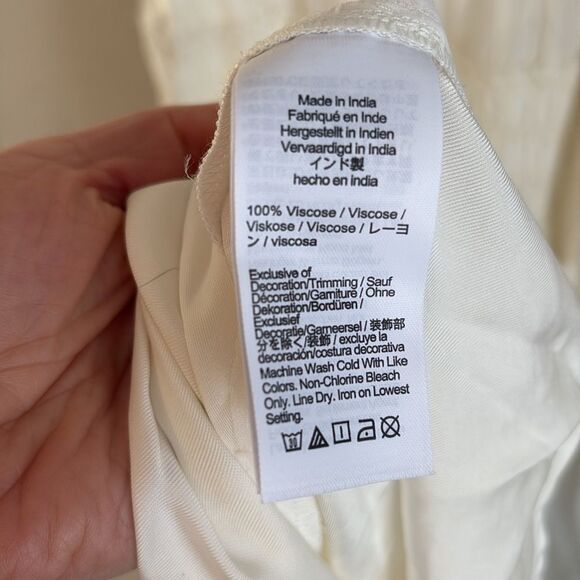 Made in India
Fabriqué en Inde
Hergestellt in Indien
Vervaardigd in India
インド製
hecho en india
100% Viscose / Viscose /
Viskose / Viscose / レーヨ
ン / viscosa
Exclusive of
Decoration/Trimming / Sauf
Décoration/Garniture / Ohne
Dekoration/Bordüren /
Exclusief
Decoratie/Garneersel / 装飾部
分を除く/装飾 / excluye la
decoración/costura decorativa
Machine Wash Cold With Like
Colors. Non-Chlorine Bleach
Only. Line Dry. Iron on Lowest
Setting.
30